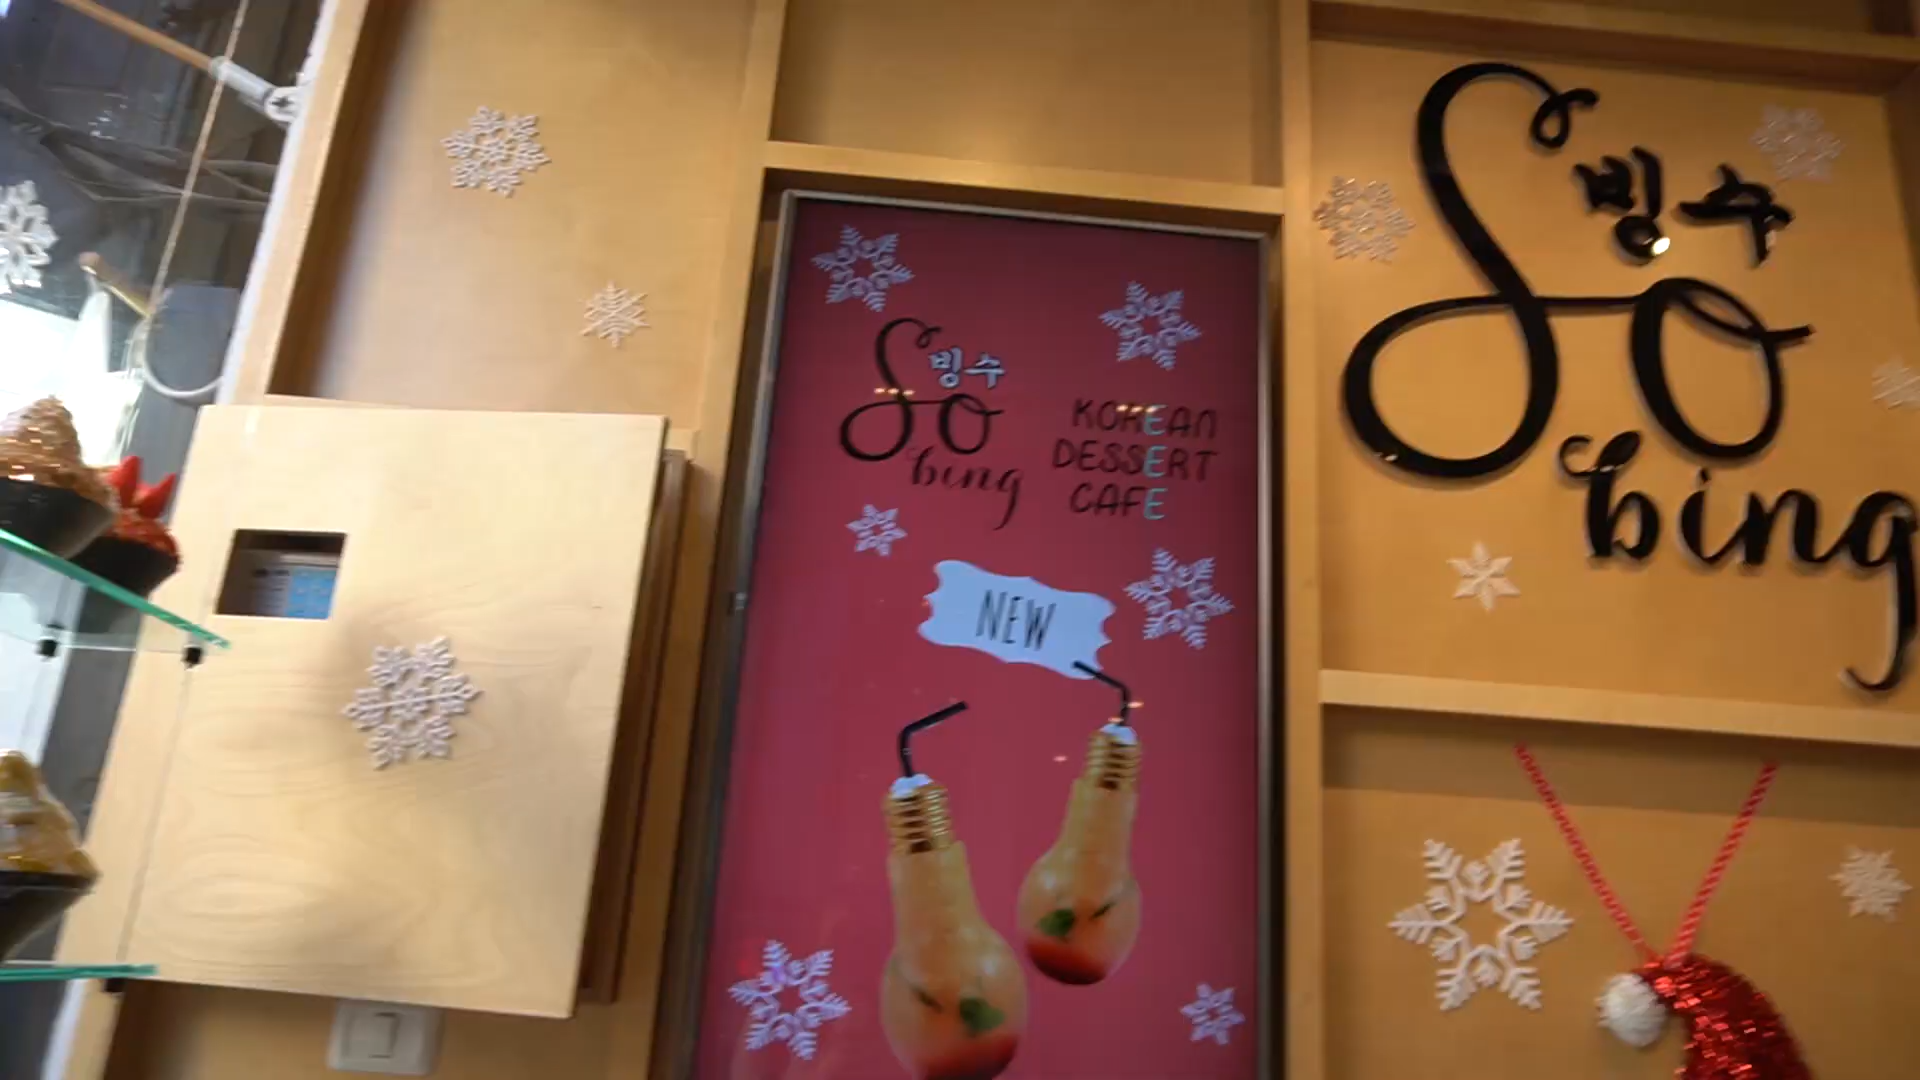 빙수
So
bing
KOREAN
DESSERT
CAFE
NEW
빙수
So
bing